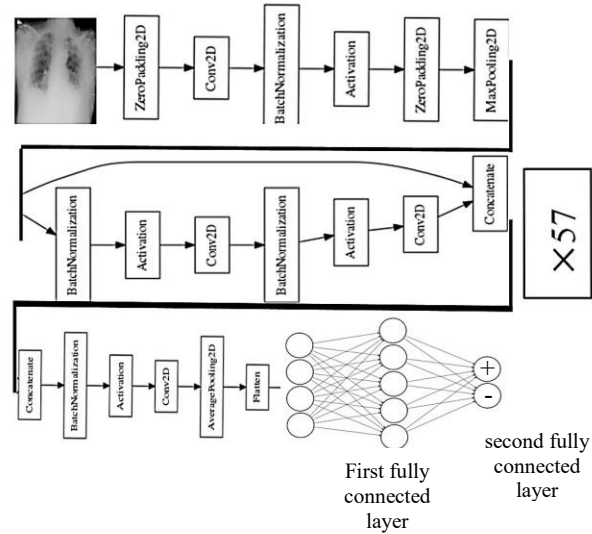 ZeroPadding2D
Conv2D
BatchNormalization
Activation
ZeroPadding2D
MaxPooling2D
BatchNormalization
Activation
Conv2D
BatchNormalization
Activation
Conv2D
Concatenate
×57
Concatenate
BatchNormalization
Activation
Conv2D
AveragePooling2D
Flatten
+
-
First fully
connected
layer
second fully
connected
layer